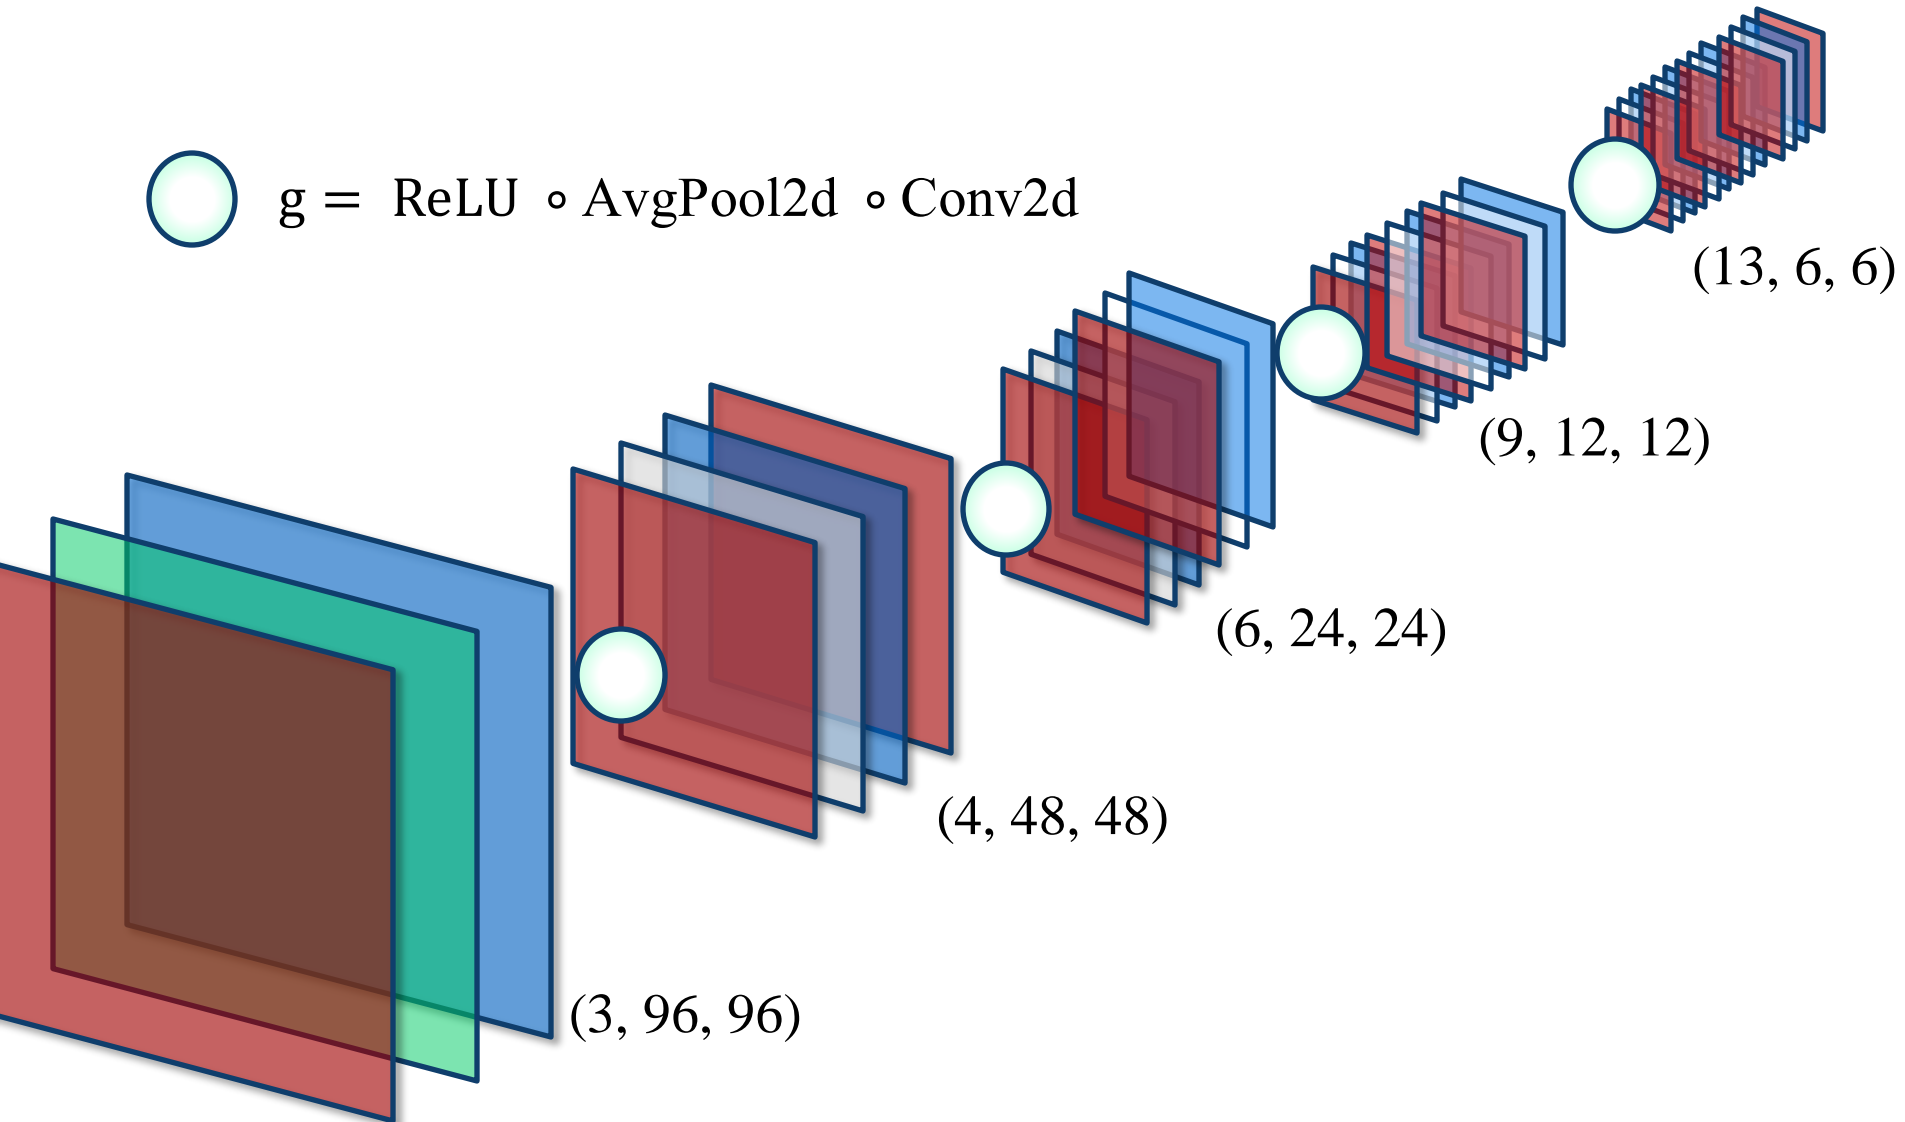 g = ReLU ∘ AvgPool2d ∘ Conv2d
(13, 6, 6)
(9, 12, 12)
(6, 24, 24)
(4, 48, 48)
(3, 96, 96)